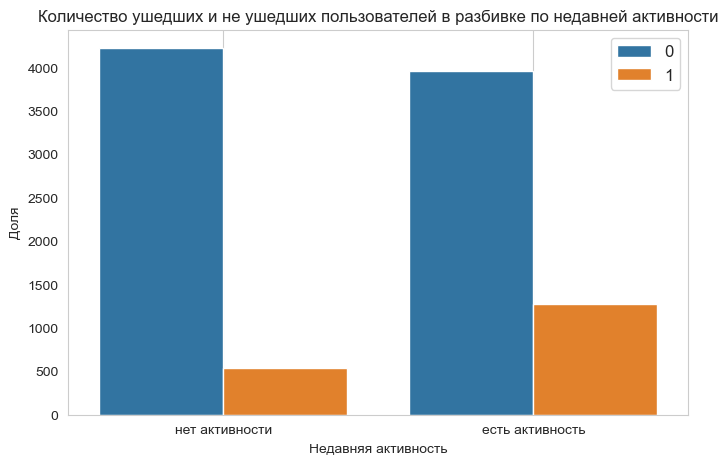 Количество ушедших и не ушедших пользователей в разбивке по недавней активности
0
1
Доля
4000
3500
3000
2500
2000
1500
1000
500
0
нет активности
есть активность
Недавняя активность